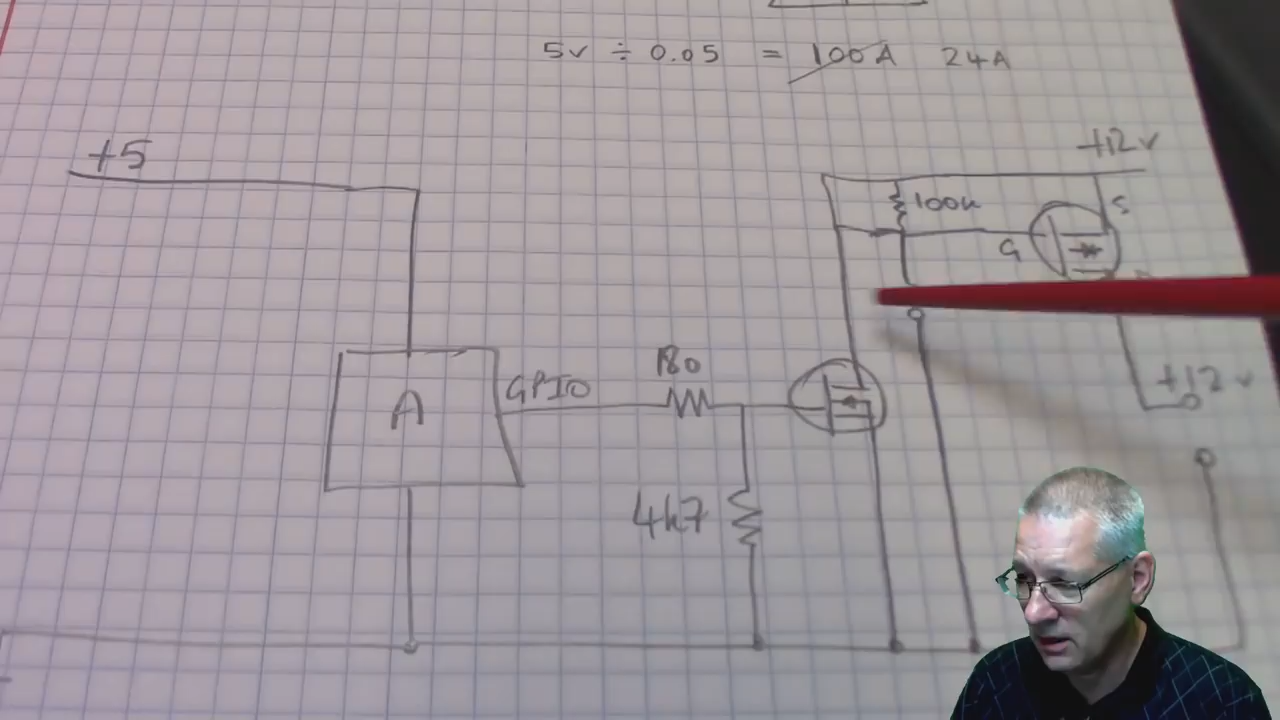 5v ÷ 0.05 = 100A 24A
+5
+12v
100k
S
G
A
GPIO
180
+12v
4k7